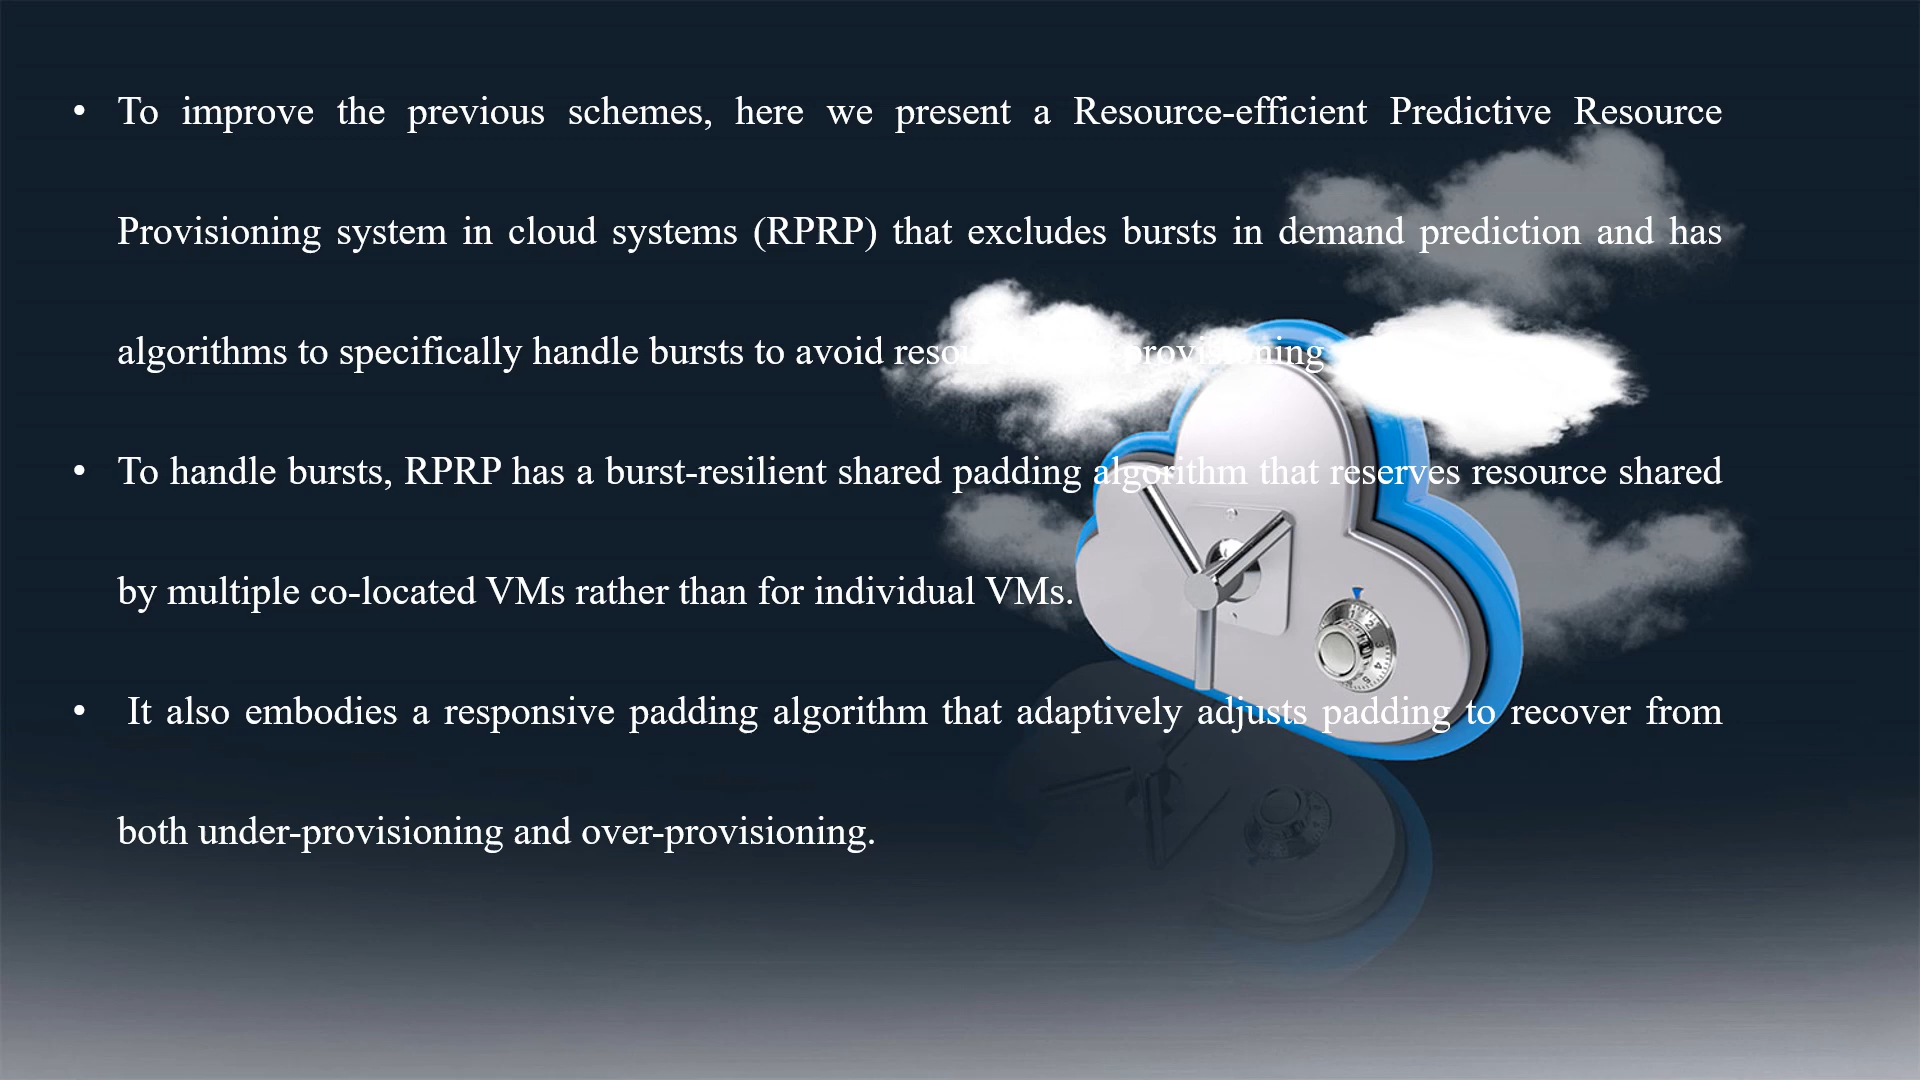 • To improve the previous schemes, here we present a Resource-efficient Predictive Resource
Provisioning system in cloud systems (RPRP) that excludes bursts in demand prediction and has
algorithms to specifically handle bursts to avoid provisioning
• To handle bursts, RPRP has a burst-resilient shared padding algorithm that reserves resource shared
by multiple co-located VMs rather than for individual VMs.
• It also embodies a responsive padding algorithm that adaptively adjusts padding to recover from
both under-provisioning and over-provisioning.